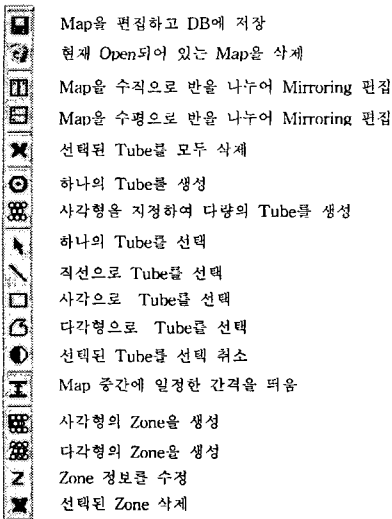 Map을 편집하고 DB에 저장
현재 Open되어 있는 Map을 삭제
Map을 수직으로 반을 나누어 Mirroring 편집
Map을 수평으로 반을 나누어 Mirroring 편집
선택된 Tube를 모두 삭제
하나의 Tube를 생성
사각형을 지정하여 다량의 Tube를 생성
하나의 Tube를 선택
직선으로 Tube를 선택
사각으로 Tube를 선택
다각형으로 Tube를 선택
선택된 Tube를 선택 취소
Map 중간에 일정한 간격을 띄움
사각형의 Zone을 생성
다각형의 Zone을 생성
Z Zone 정보를 수정
선택된 Zone 삭제